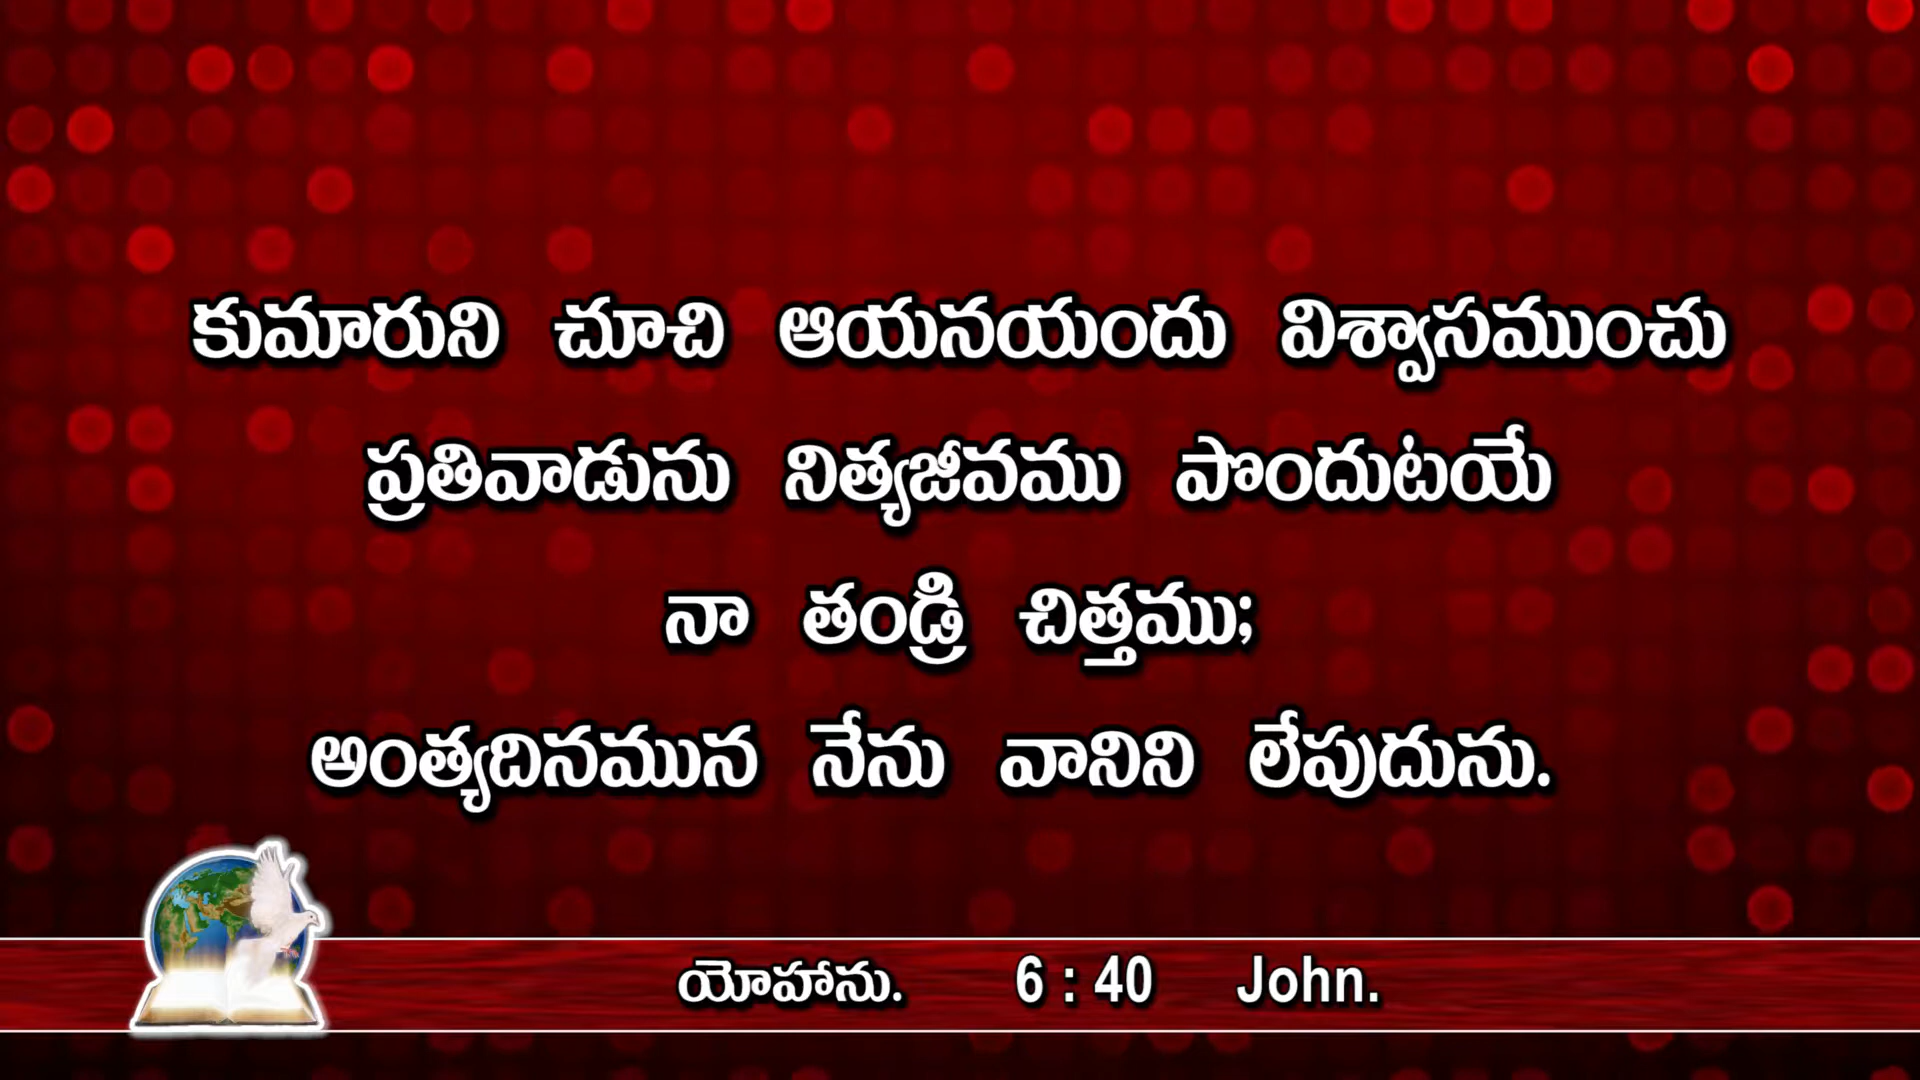 కుమారుని చూచి ఆయనయందు విశ్వాసముంచు
ప్రతివాడును నిత్యజీవము పొందుటయే
నా తండ్రి చిత్తము;
అంత్యదినమున నేను వానిని లేపుదును.
యోహాను. 6 : 40 John.